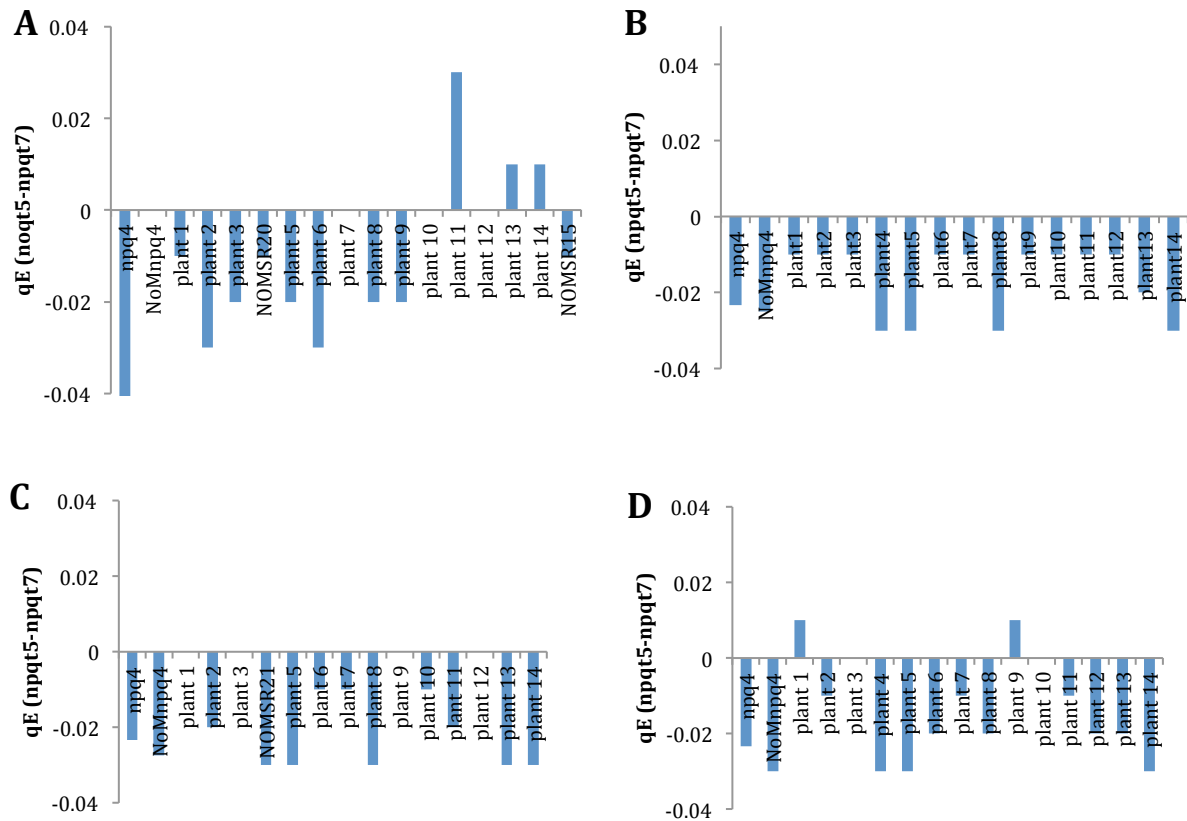 A
0.04
0.02
0
-0.02
-0.04
qE (noqt5-npqt7)
npq4
NoMnpq4
plant 1
plant 2
plant 3
NOMSR20
plant 5
plant 6
plant 7
plant 8
plant 9
plant 10
plant 11
plant 12
plant 13
plant 14
NOMSR15
B
0.04
0.02
0
-0.02
-0.04
qE (npqt5-npqt7)
npq4
NoMnpq4
plant1
plant2
plant3
plant4
plant5
plant6
plant7
plant8
plant9
plant10
plant11
plant12
plant13
plant14
C
0.04
0.02
0
-0.02
-0.04
qE (npqt5-npqt7)
npq4
NoMnpq4
plant 1
plant 2
plant 3
NOMSR21
plant 5
plant 6
plant 7
plant 8
plant 9
plant 10
plant 11
plant 12
plant 13
plant 14
D
0.04
0.02
0
-0.02
-0.04
qE (npqt5-npqt7)
npq4
NoMnpq4
plant 1
plant 2
plant 3
plant 4
plant 5
plant 6
plant 7
plant 8
plant 9
plant 10
plant 11
plant 12
plant 13
plant 14